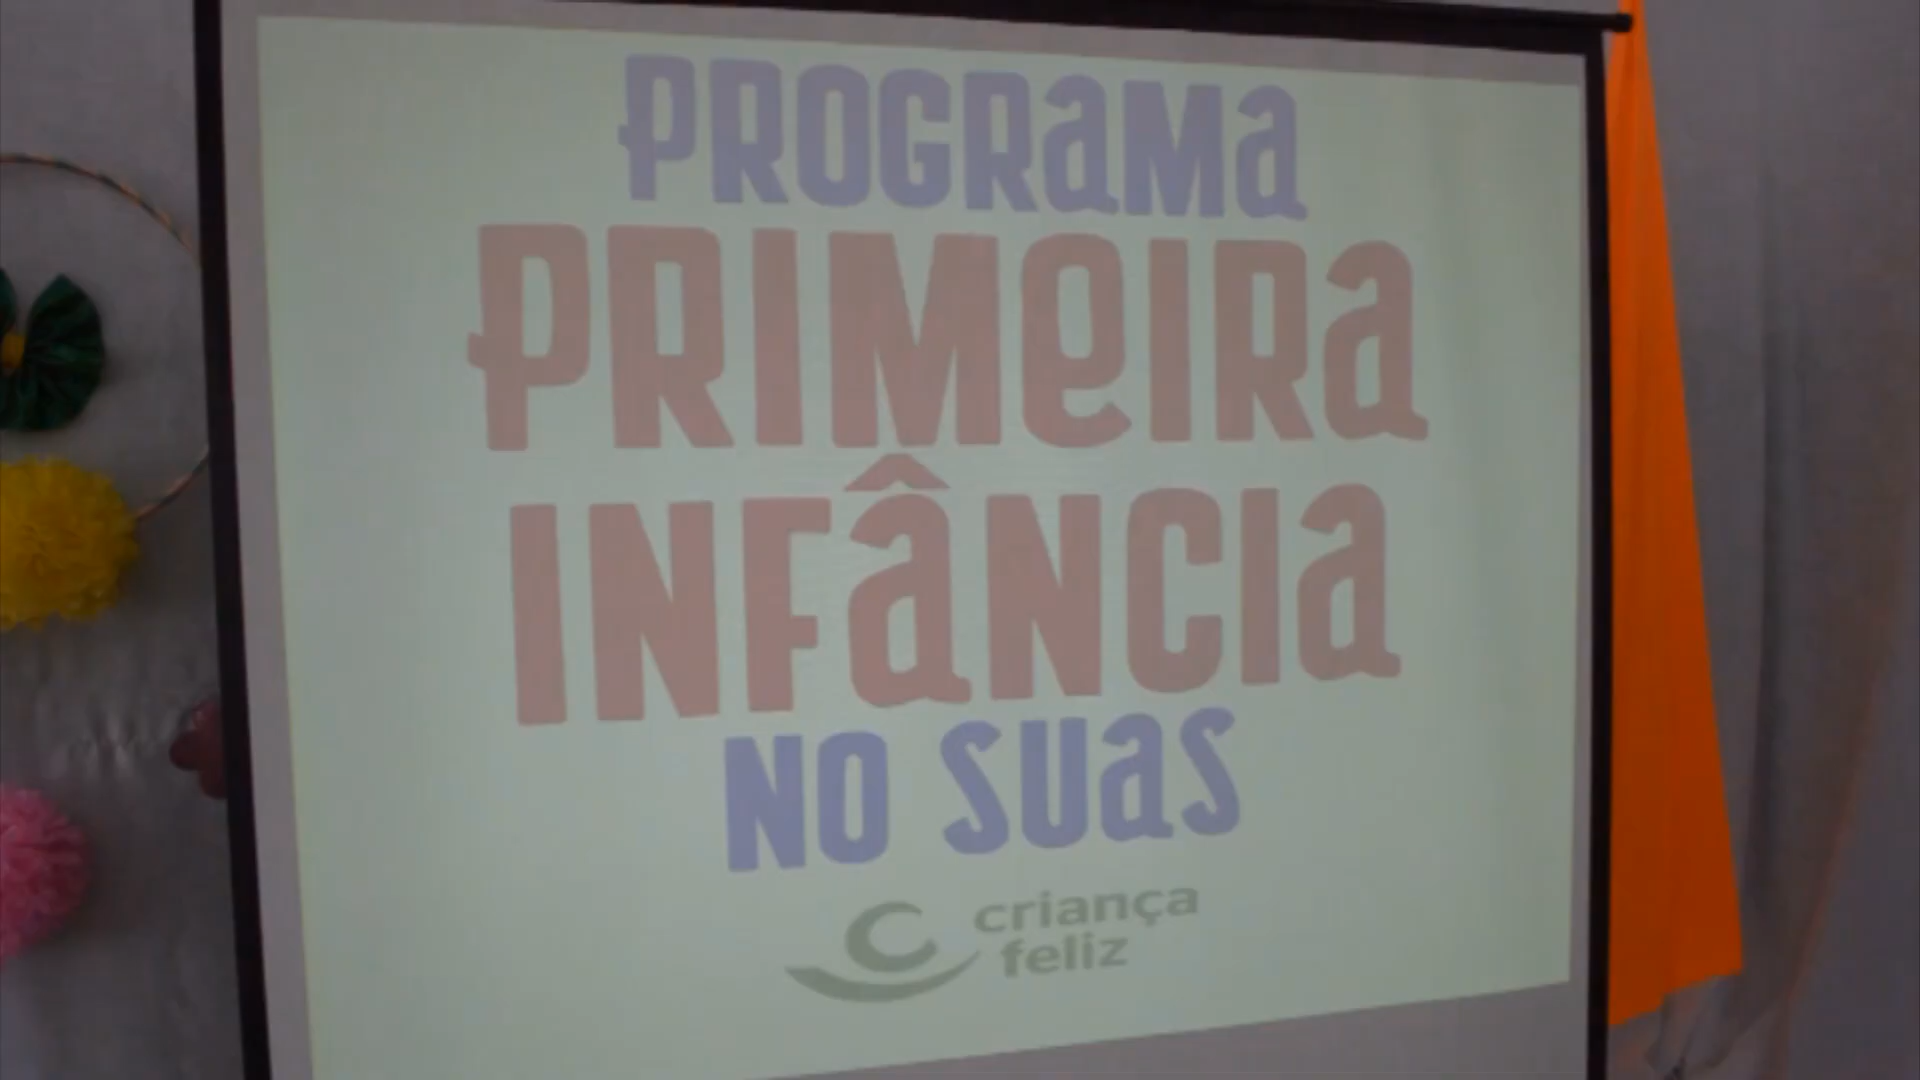 PROGRAMA
PRIMEIRA
INFÂNCIA
NO SUAS
criança
feliz